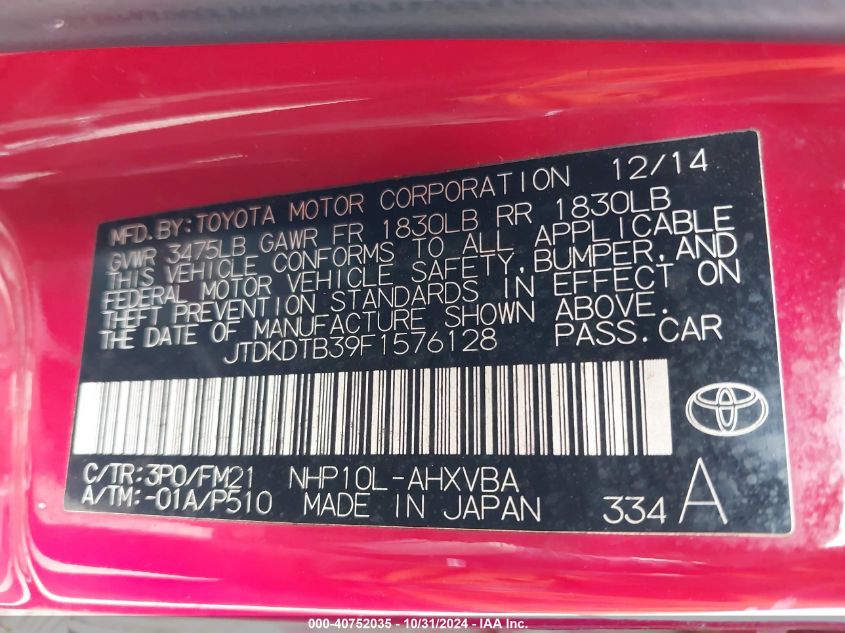 MFD. BY: TOYOTA MOTOR CORPORATION 12/14
GVWR 3475LB GAWR FR 1830LB RR 1830LB
THIS VEHICLE CONFORMS TO ALL APPLICABLE
FEDERAL MOTOR VEHICLE SAFETY, BUMPER, AND
THEFT PREVENTION STANDARDS IN EFFECT ON
THE DATE OF MANUFACTURE SHOWN ABOVE.
JTDKDTB39F1576128 PASS. CAR
C/TR: 3P0/FM21 NHP10L-AHXVBA
A/TM: -01A/P510 MADE IN JAPAN 334 A
000-40752035 - 10/31/2024 - IAA Inc.